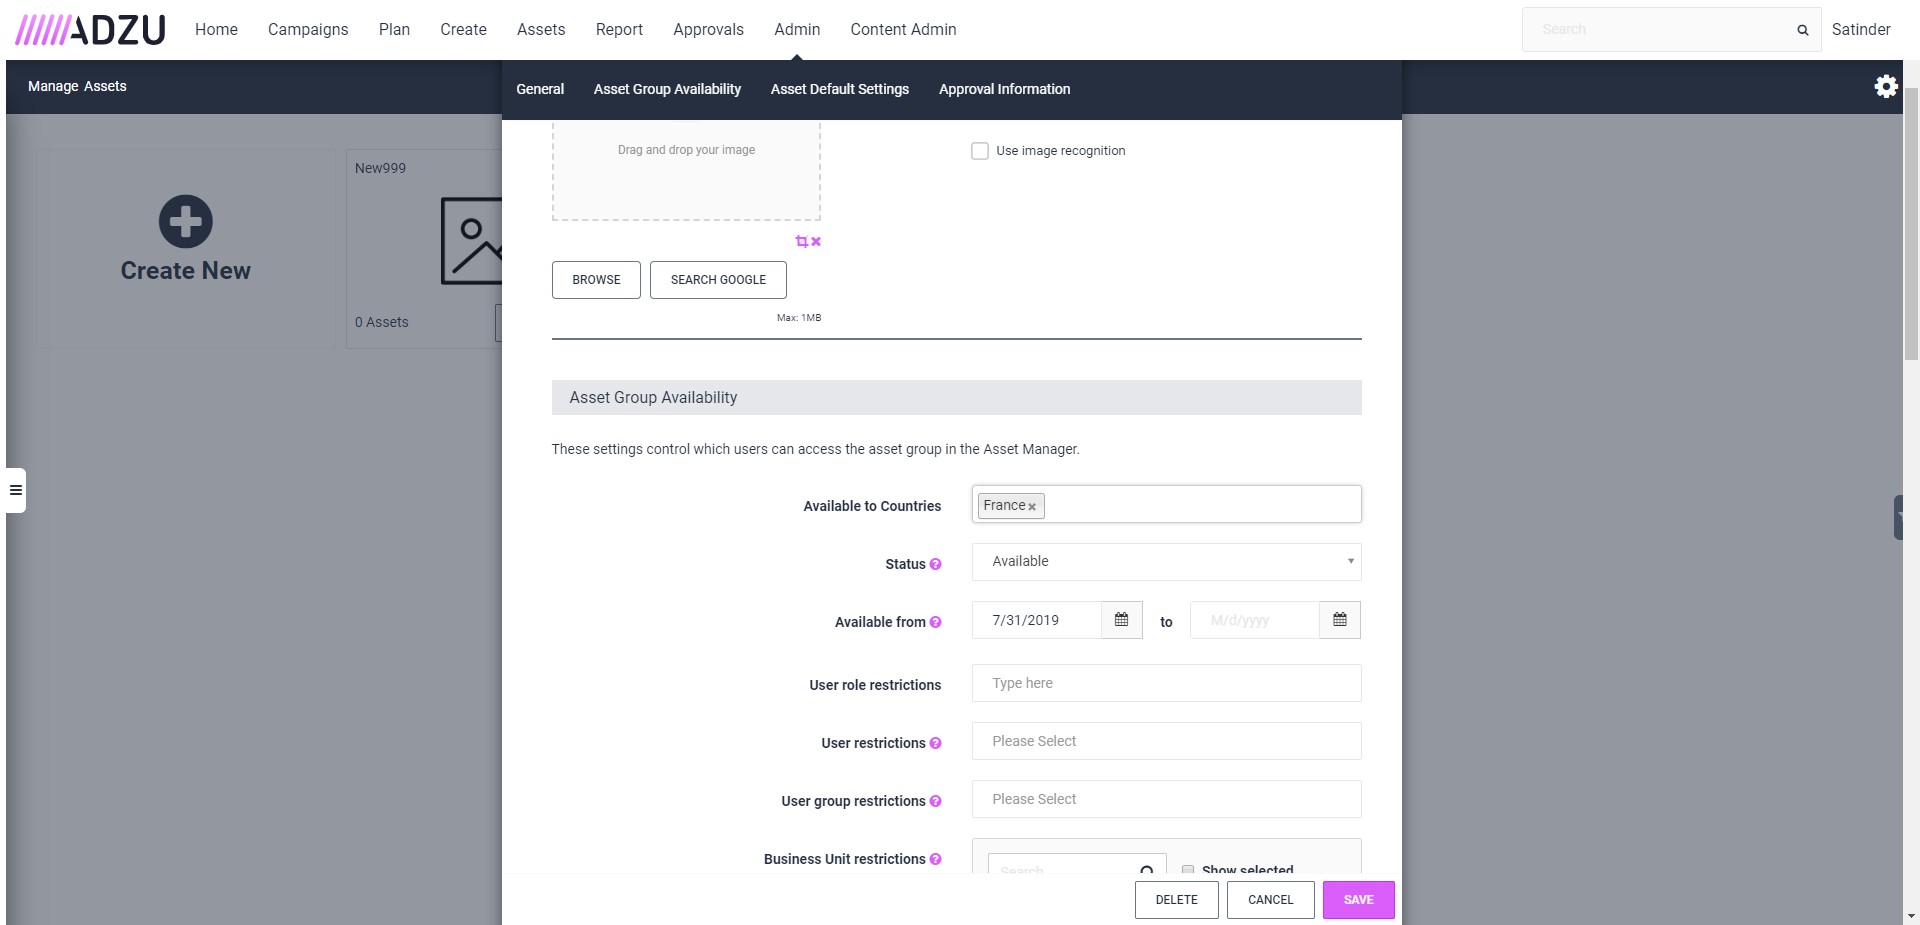 ADZU Home Campaigns Plan Create Assets Report Approvals Admin Content Admin Search Satinder
Manage Assets
General Asset Group Availability Asset Default Settings Approval Information
New999
Create New
0 Assets
Drag and drop your image
Use image recognition
BROWSE SEARCH GOOGLE
Max: 1MB
Asset Group Availability
These settings control which users can access the asset group in the Asset Manager.
Available to Countries France
Status Available
Available from 7/31/2019 to M/d/yyyy
User role restrictions Type here
User restrictions Please Select
User group restrictions Please Select
Business Unit restrictions Search Show selected
DELETE CANCEL SAVE